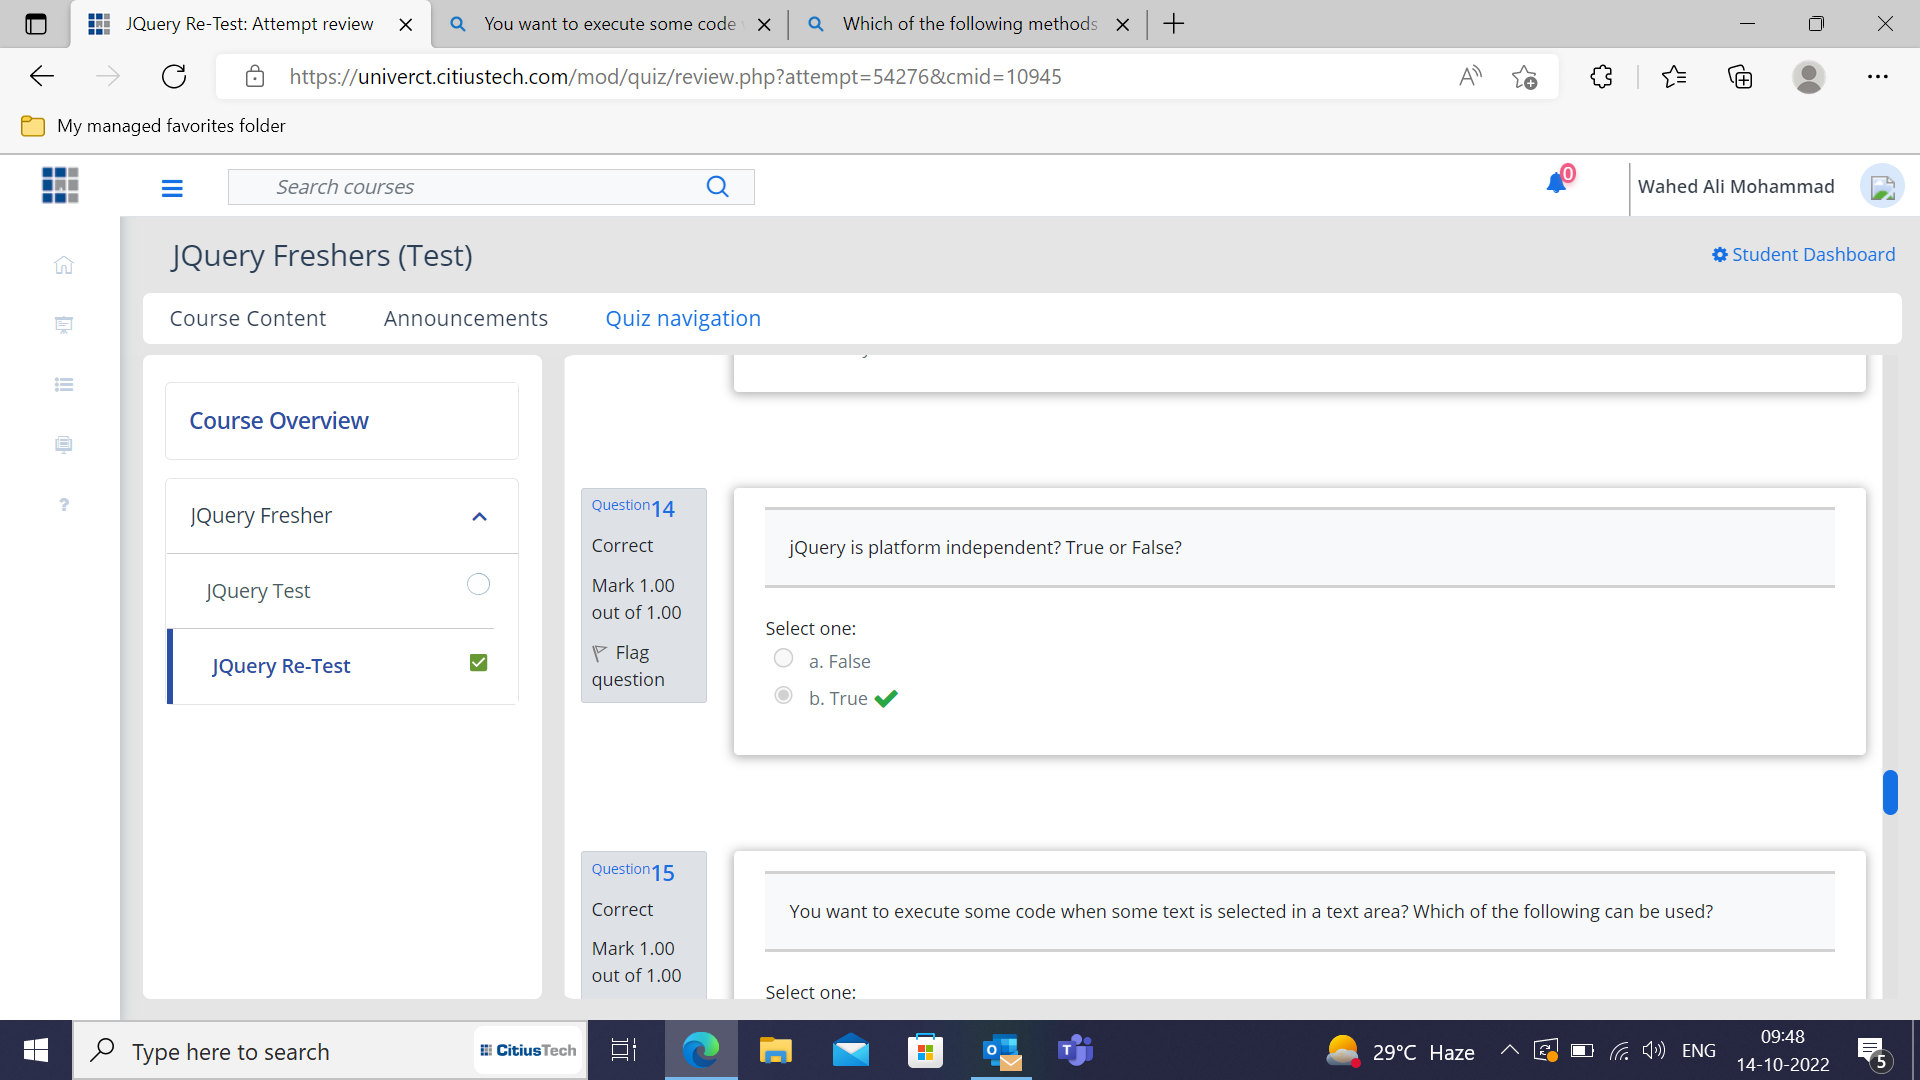 JQuery Re-Test: Attempt review
You want to execute some code
Which of the following methods
https://univerct.citiustech.com/mod/quiz/review.php?attempt=54276&cmid=10945
My managed favorites folder
Search courses
0
Wahed Ali Mohammad
JQuery Freshers (Test)
Student Dashboard
Course Content
Announcements
Quiz navigation
Course Overview
JQuery Fresher
JQuery Test
JQuery Re-Test
Question 14
Correct
Mark 1.00
out of 1.00
Flag
question
jQuery is platform independent? True or False?
Select one:
a. False
b. True
Question 15
Correct
Mark 1.00
out of 1.00
You want to execute some code when some text is selected in a text area? Which of the following can be used?
Select one:
Type here to search
CitiusTech
29°C Haze
ENG
09:48
14-10-2022
5